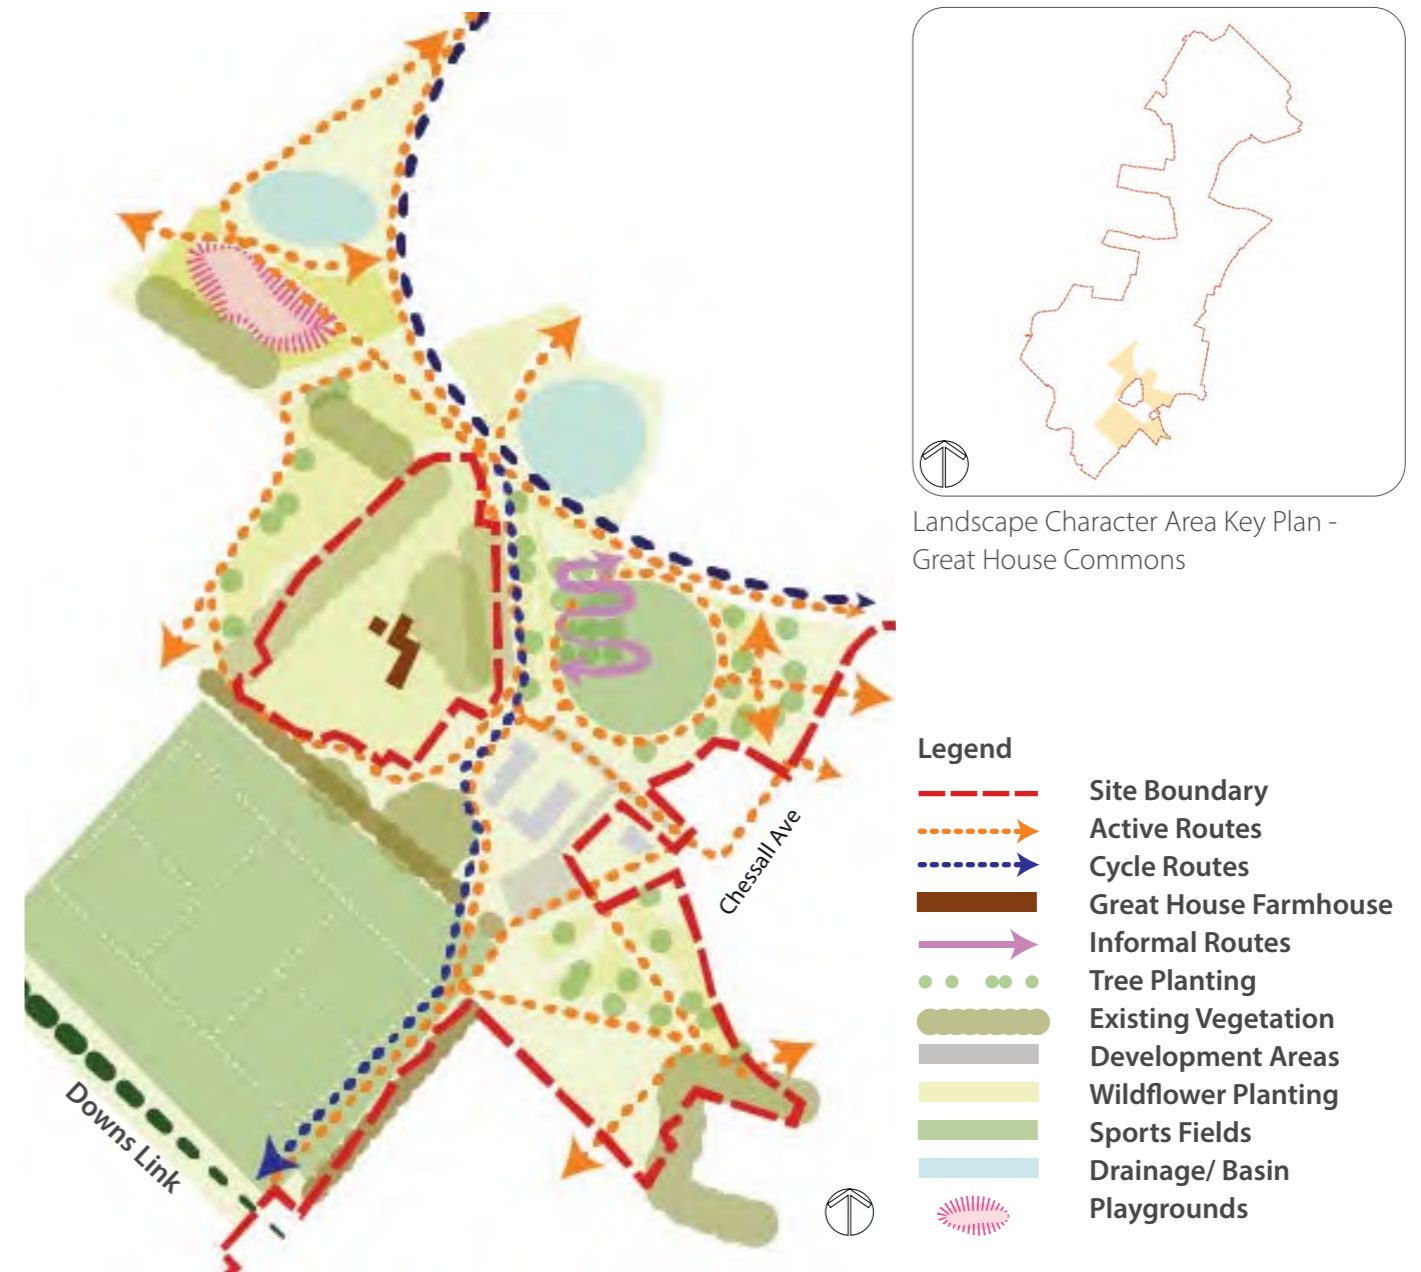 Landscape Character Area Key Plan -
Great House Commons
Chessall Ave
Downs Link
Legend
Site Boundary
Active Routes
Cycle Routes
Great House Farmhouse
Informal Routes
Tree Planting
Existing Vegetation
Development Areas
Wildflower Planting
Sports Fields
Drainage/ Basin
Playgrounds